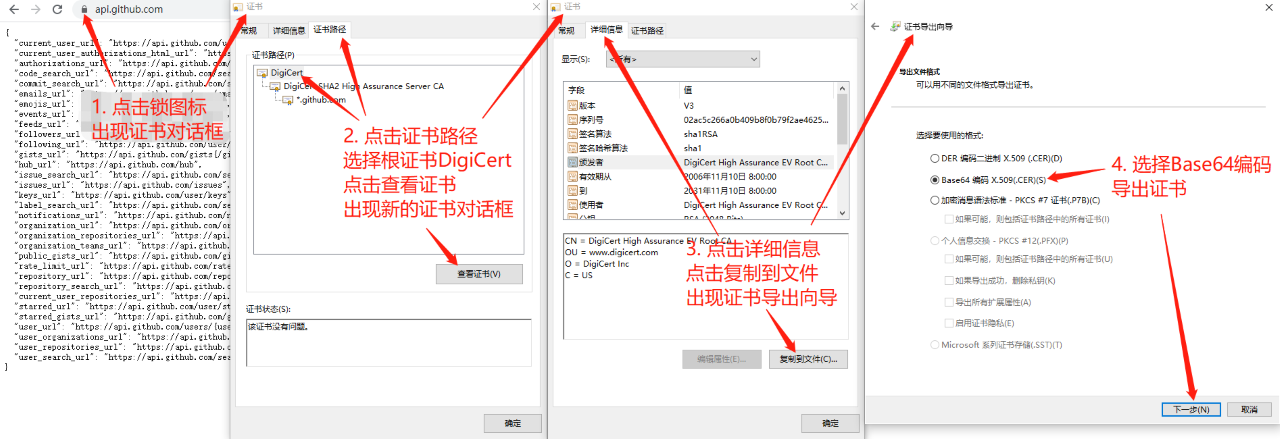 api.github.com
{
"current_user_url": "https://api.github.com/u
"current_user_authorizations_html_url": "http
"authorizations_url": "https://api.github.com
"code_search_url": "https://api.github.com/se
"commit_search_url": "https://api.github.com/
"emails_url": "https://api.github.com/user/em
"emojis_url":
"events_url":
"feeds_url":
"followers_url
"following_url": "https://api.github.com/user
"gists_url": "https://api.github.com/gists{/g
"hub_url": "https://api.github.com/hub",
"issue_search_url": "https://api.github.com/s
"issues_url": "https://api.github.com/issues",
"keys_url": "https://api.github.com/user/keys"
"label_search_url": "https://api.github.com/s
"notifications_url": "https://api.github.com/
"organization_url": "https://api.github.com/o
"organization_repositories_url": "https://api
"organization_teams_url": "https://api.github
"public_gists_url": "https://api.github.com/g
"rate_limit_url": "https://api.github.com/rate
"repository_url": "https://api.github.com/rep
"repository_search_url": "https://api.github.
"current_user_repositories_url": "https://api
"starred_url": "https://api.github.com/user/st
"starred_gists_url": "https://api.github.com/
"user_url": "https://api.github.com/users/{use
"user_organizations_url": "https://api.github
"user_repositories_url": "https://api.github.
"user_search_url": "https://api.github.com/sea
}
1. 点击锁图标
出现证书对话框
证书
常规 详细信息 证书路径
证书路径(P)
DigiCert
DigiCert SHA2 High Assurance Server CA
*.github.com
2. 点击证书路径
选择根证书DigiCert
点击查看证书
出现新的证书对话框
查看证书(V)
证书状态(S):
该证书没有问题。
确定
证书
常规 详细信息 证书路径
显示(S): <所有>
字段 值
版本 V3
序列号 02ac5c266a0b409b8f0b79f2ae4625...
签名算法 sha1RSA
签名哈希算法 sha1
颁发者 DigiCert High Assurance EV Root C...
有效期从 2006年11月10日 8:00:00
到 2031年11月10日 8:00:00
使用者 DigiCert High Assurance EV Root C...
CN = DigiCert High Assurance EV Root CA
OU = www.digicert.com
O = DigiCert Inc
C = US
3. 点击详细信息
点击复制到文件
出现证书导出向导
编辑属性(E)... 复制到文件(C)...
确定
证书导出向导
导出文件格式
可以用不同的文件格式导出证书。
选择要使用的格式:
DER 编码二进制 X.509 (.CER)(D)
Base64 编码 X.509(.CER)(S)
加密消息语法标准 - PKCS #7 证书(.P7B)(C)
如果可能，则包括证书路径中的所有证书(I)
个人信息交换 - PKCS #12(.PFX)(P)
如果可能，则包括证书路径中的所有证书(U)
如果导出成功，删除私钥(K)
导出所有扩展属性(A)
启用证书隐私(E)
Microsoft 系列证书存储(.SST)(T)
4. 选择Base64编码
导出证书
下一步(N) 取消